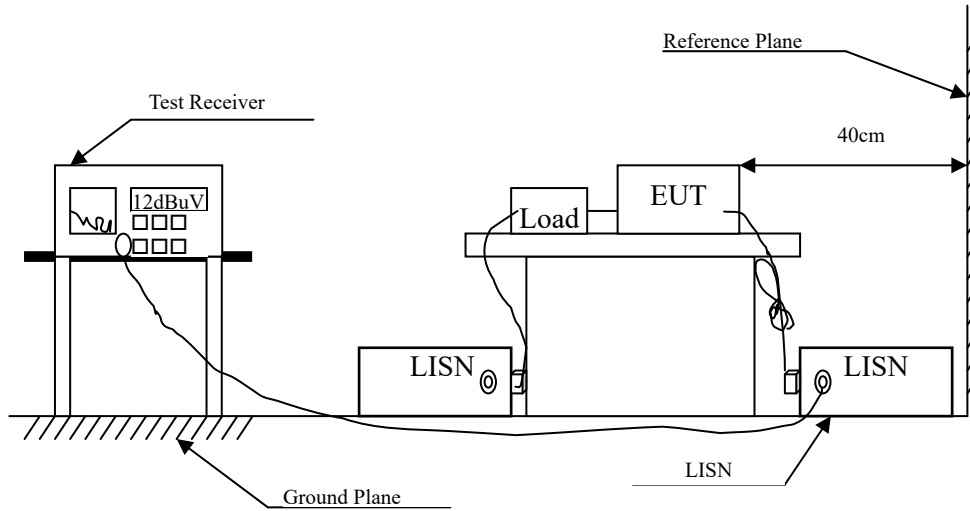 Reference Plane
Test Receiver
40cm
12dBuV
EUT
Load
LISN
LISN
LISN
Ground Plane